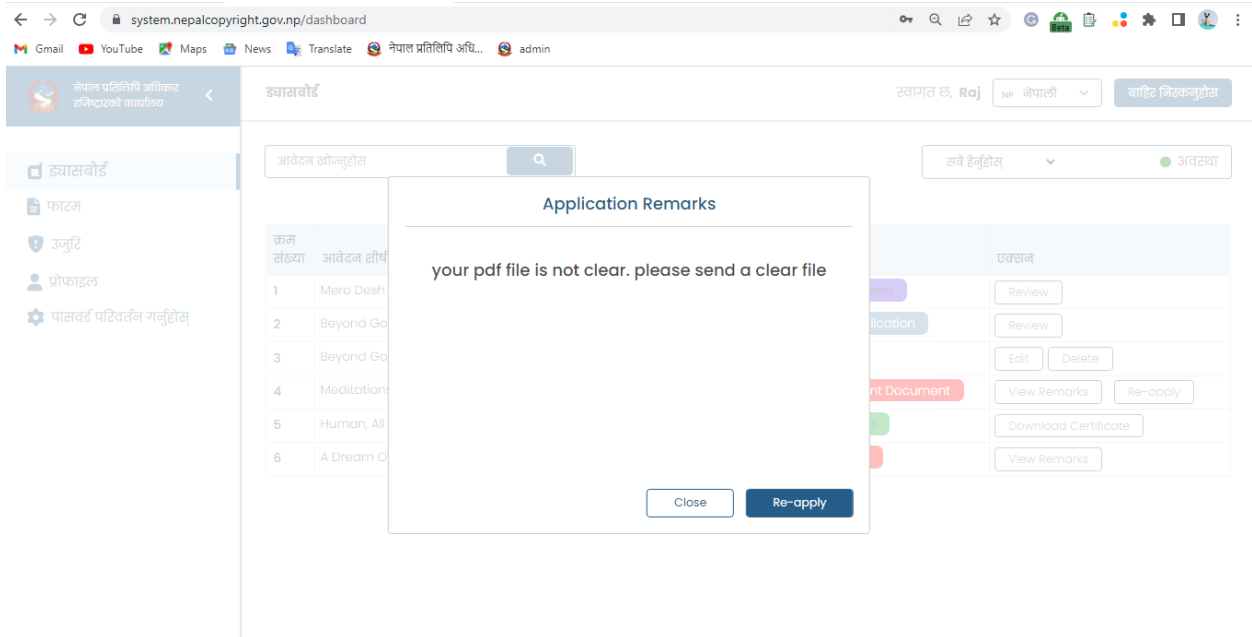 system.nepalcopyright.gov.np/dashboard
Beta
Gmail YouTube Maps News Translate नेपाल प्रतिलिपि अधि... admin
नेपाल प्रतिलिपि अधिकार
रजिष्ट्रारको कार्यालय
ड्यासबोर्ड
स्वागत छ, Raj
NP नेपाली
बाहिर निस्कनुहोस
ड्यासबोर्ड
फारम
उजुरि
प्रोफाइल
पासवर्ड परिवर्तन गर्नुहोस्
आवेदन खोज्नुहोस
सवै हेर्नुहोस्
अवस्था
Application Remarks
your pdf file is not clear. please send a clear file
Close Re-apply
क्रम
संख्या आवेदन शीर्ष एक्सन
1 Mero Desh Review
2 Beyond Go lication Review
3 Beyond Go Edit Delete
4 Meditations nt Document View Remarks Re-apply
5 Human, All d Download Certificate
6 A Dream O View Remarks